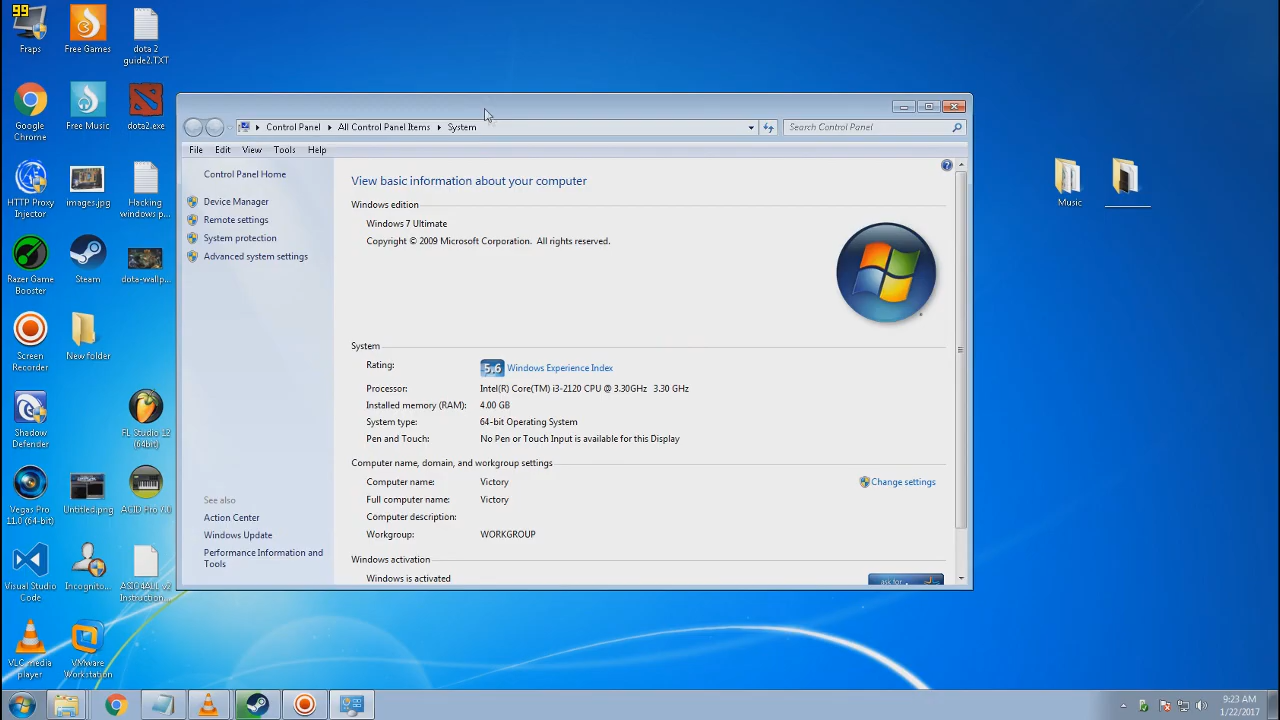 99
Fraps
Free Games
dota 2
guide2.TXT
Google
Chrome
Free Music
dota2.exe
HTTP Proxy
Injector
images.jpg
Hacking
windows p...
Razer Game
Booster
Steam
dota-wallp...
Screen
Recorder
New folder
Shadow
Defender
FL Studio 12
(64bit)
Vegas Pro
11.0 (64-bit)
Untitled.png
ACID Pro 7.0
Visual Studio
Code
Incognito...
ASIO4ALL v2
Instruction...
VLC media
player
VMware
Workstation
Control Panel
All Control Panel Items
System
Search Control Panel
File
Edit
View
Tools
Help
Control Panel Home
Device Manager
Remote settings
System protection
Advanced system settings
See also
Action Center
Windows Update
Performance Information and
Tools
View basic information about your computer
Windows edition
Windows 7 Ultimate
Copyright © 2009 Microsoft Corporation. All rights reserved.
System
Rating:
5.6 Windows Experience Index
Processor:
Intel(R) Core(TM) i3-2120 CPU @ 3.30GHz 3.30 GHz
Installed memory (RAM):
4.00 GB
System type:
64-bit Operating System
Pen and Touch:
No Pen or Touch Input is available for this Display
Computer name, domain, and workgroup settings
Computer name:
Victory
Change settings
Full computer name:
Victory
Computer description:
Workgroup:
WORKGROUP
Windows activation
Windows is activated
ask for
Music
9:23 AM
1/22/2017